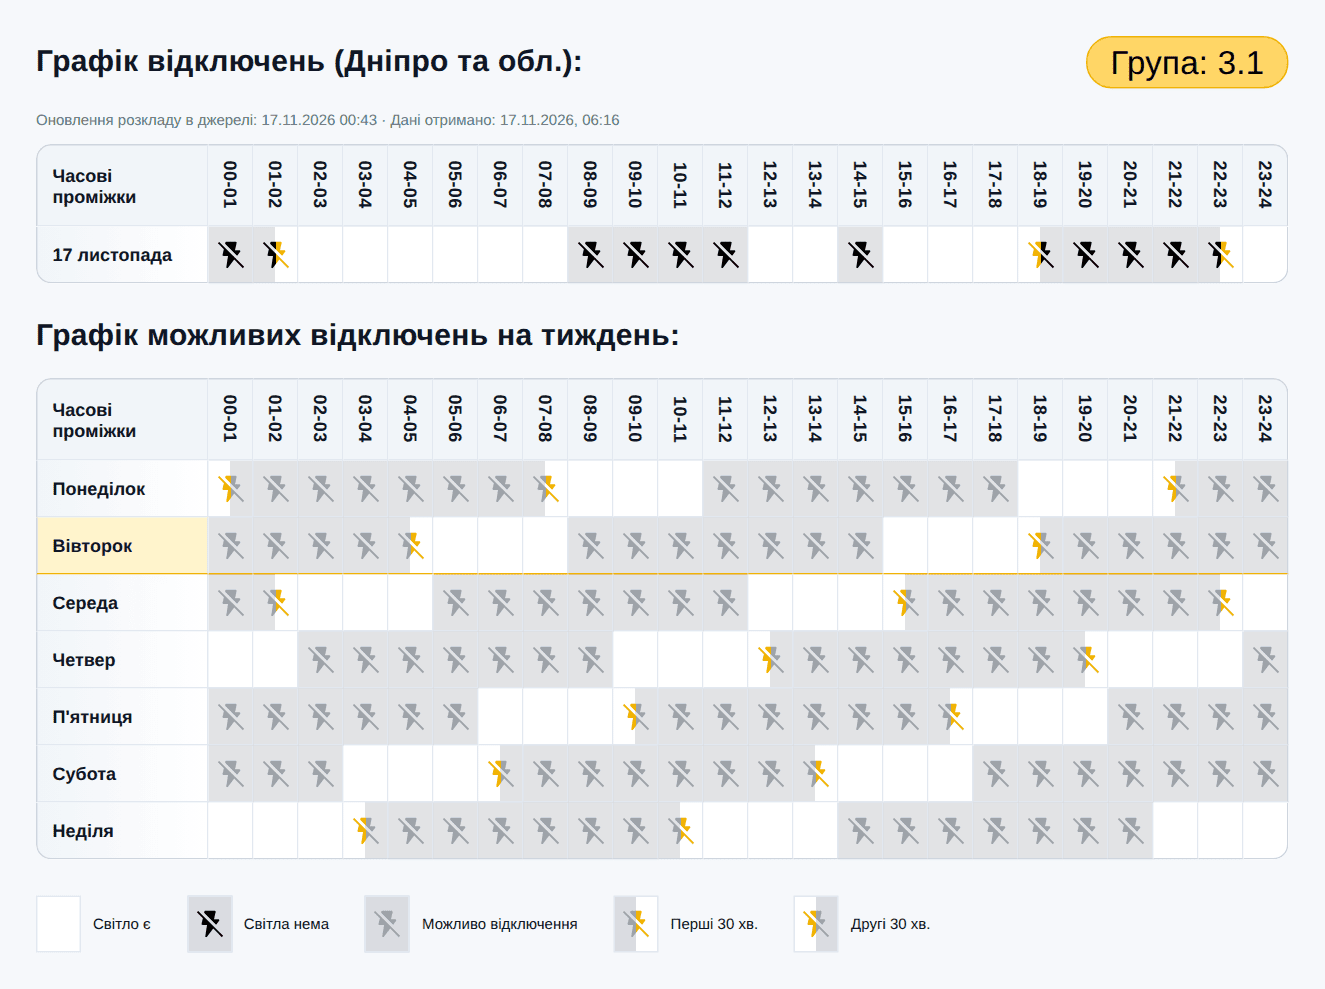 Графік відключень (Дніпро та обл.):
Група: 3.1
Оновлення розкладу в джерелі: 17.11.2026 00:43 · Дані отримано: 17.11.2026, 06:16
Часові проміжки 00-01 01-02 02-03 03-04 04-05 05-06 06-07 07-08 08-09 09-10 10-11 11-12 12-13 13-14 14-15 15-16 16-17 17-18 18-19 19-20 20-21 21-22 22-23 23-24
17 листопада
Графік можливих відключень на тиждень:
Часові проміжки 00-01 01-02 02-03 03-04 04-05 05-06 06-07 07-08 08-09 09-10 10-11 11-12 12-13 13-14 14-15 15-16 16-17 17-18 18-19 19-20 20-21 21-22 22-23 23-24
Понеділок
Вівторок
Середа
Четвер
П'ятниця
Субота
Неділя
Світло є Світла нема Можливо відключення Перші 30 хв. Другі 30 хв.